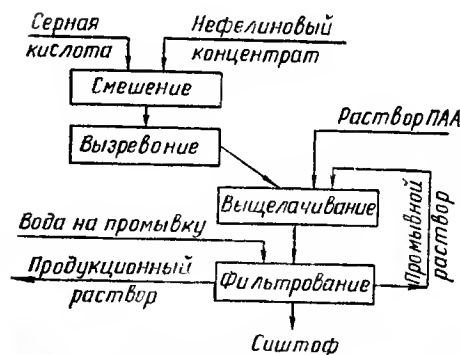 Серная
кислота
Нефелиновый
концентрат
Смешение
Вызревоние
Раствор ПАА
Выщелачивание
Промывной
раствор
Вода на промывку
Продукционный
раствор
Фильтрование
Сиштоф